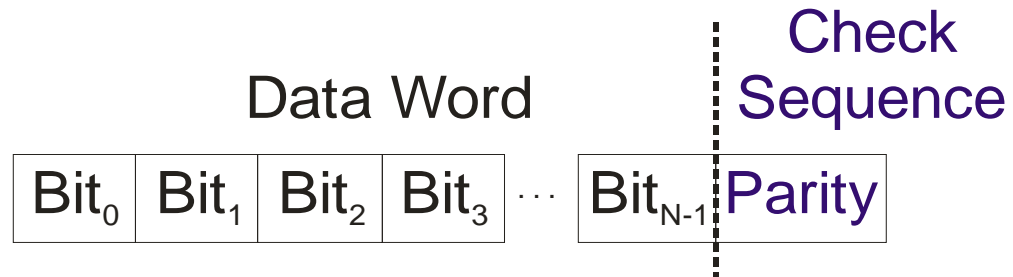 Check
Data Word Sequence
Bit0 Bit1 Bit2 Bit3 ... BitN-1 Parity